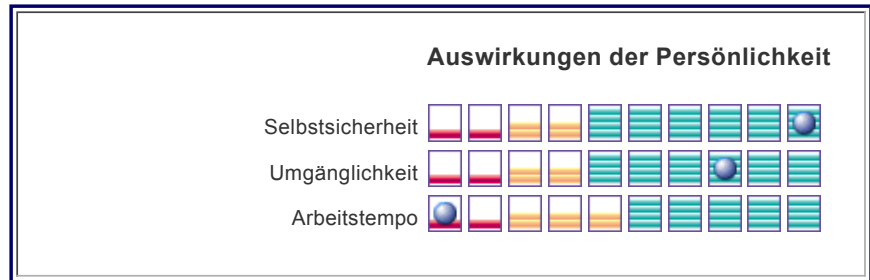 Auswirkungen der Persönlichkeit
Selbstsicherheit
Umgänglichkeit
Arbeitstempo